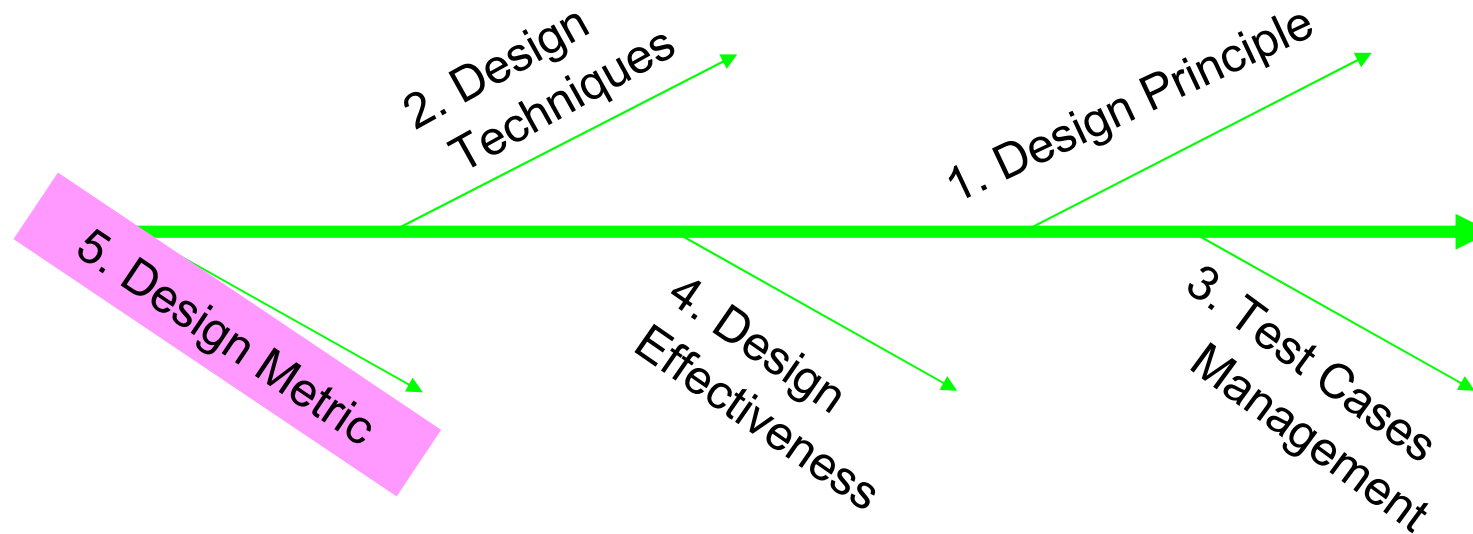 2. Design
Techniques
1. Design Principle
5. Design Metric
4. Design
Effectiveness
3. Test Cases
Management